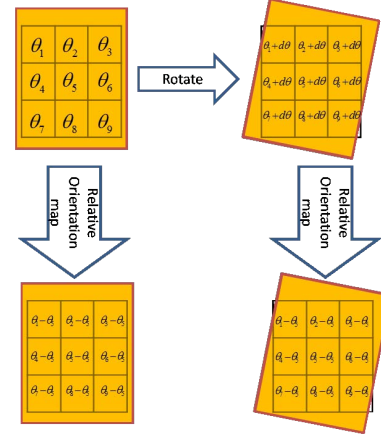 θ₁ θ₂ θ₃
θ₄ θ₅ θ₆
θ₇ θ₈ θ₉
Rotate
θ₁+dθ θ₂+dθ θ₃+dθ
θ₄+dθ θ₅+dθ θ₆+dθ
θ₇+dθ θ₈+dθ θ₉+dθ
Relative
Orientation
map
Relative
Orientation
map
θ₁−θ₅ θ₂−θ₅ θ₃−θ₅
θ₄−θ₅ θ₅−θ₅ θ₆−θ₅
θ₇−θ₅ θ₈−θ₅ θ₉−θ₅
θ₁−θ₅ θ₂−θ₅ θ₃−θ₅
θ₄−θ₅ θ₅−θ₅ θ₆−θ₅
θ₇−θ₅ θ₈−θ₅ θ₉−θ₅